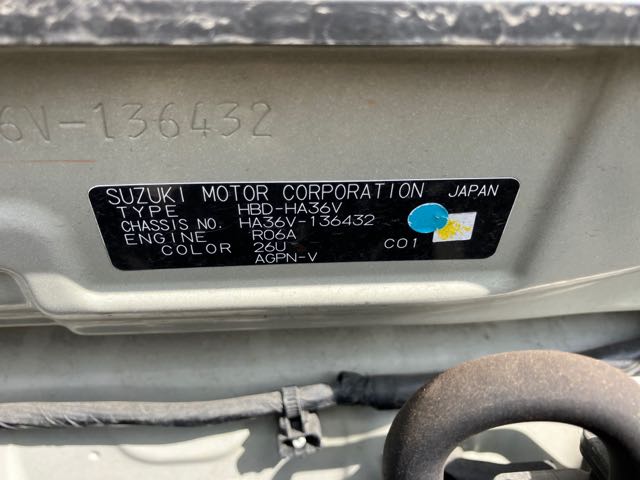 6V-136432
SUZUKI MOTOR CORPORATION JAPAN
TYPE HBD-HA36V
CHASSIS NO. HA36V-136432
ENGINE R06A
COLOR 26U C01
AGPN-V